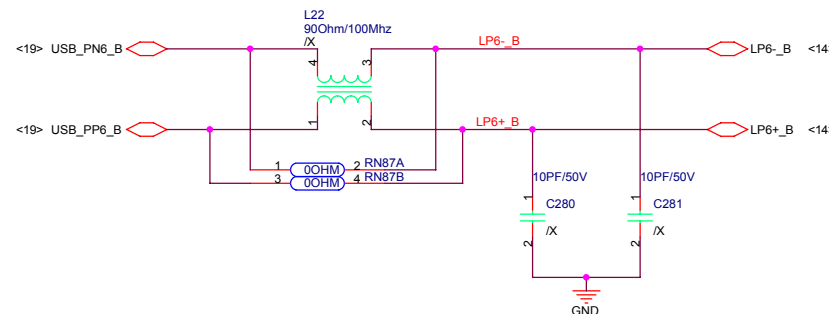 L22
90Ohm/100Mhz
/X
<19> USB_PN6_B
4
3
LP6-_B
LP6-_B <14
<19> USB_PP6_B
1
2
LP6+_B
LP6+_B <14
1 0OHM 2 RN87A
3 0OHM 4 RN87B
10PF/50V
10PF/50V
1
1
C280
C281
/X
/X
2
2
GND